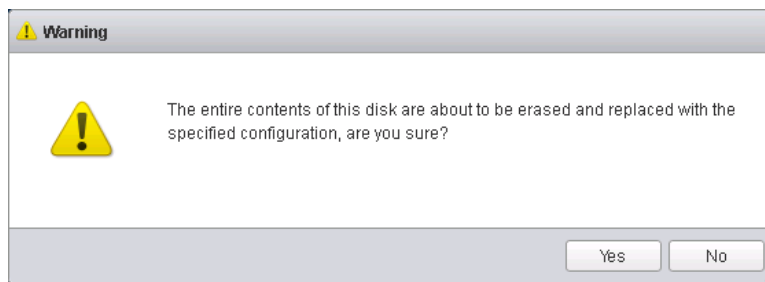 Warning
The entire contents of this disk are about to be erased and replaced with the
specified configuration, are you sure?
Yes No